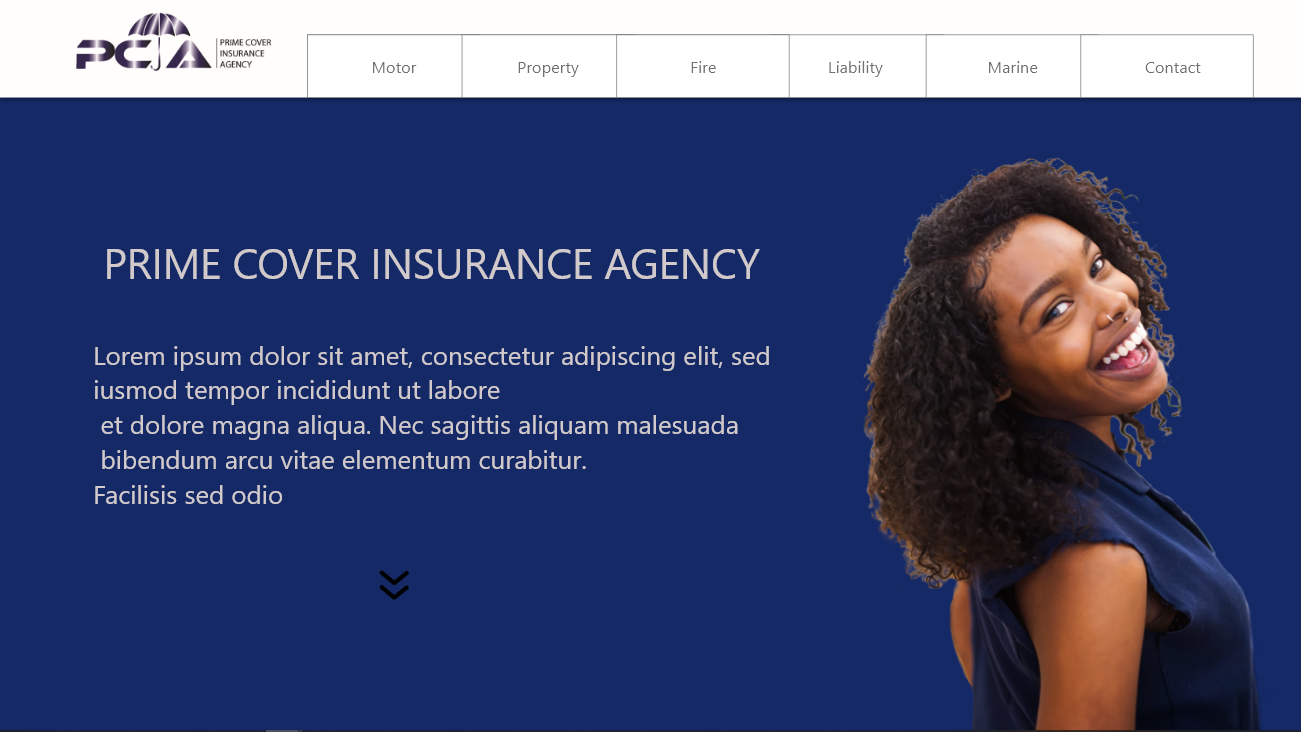 PCIA
PRIME COVER
INSURANCE
AGENCY
Motor
Property
Fire
Liability
Marine
Contact
PRIME COVER INSURANCE AGENCY
Lorem ipsum dolor sit amet, consectetur adipiscing elit, sed
iusmod tempor incididunt ut labore
et dolore magna aliqua. Nec sagittis aliquam malesuada
bibendum arcu vitae elementum curabitur.
Facilisis sed odio